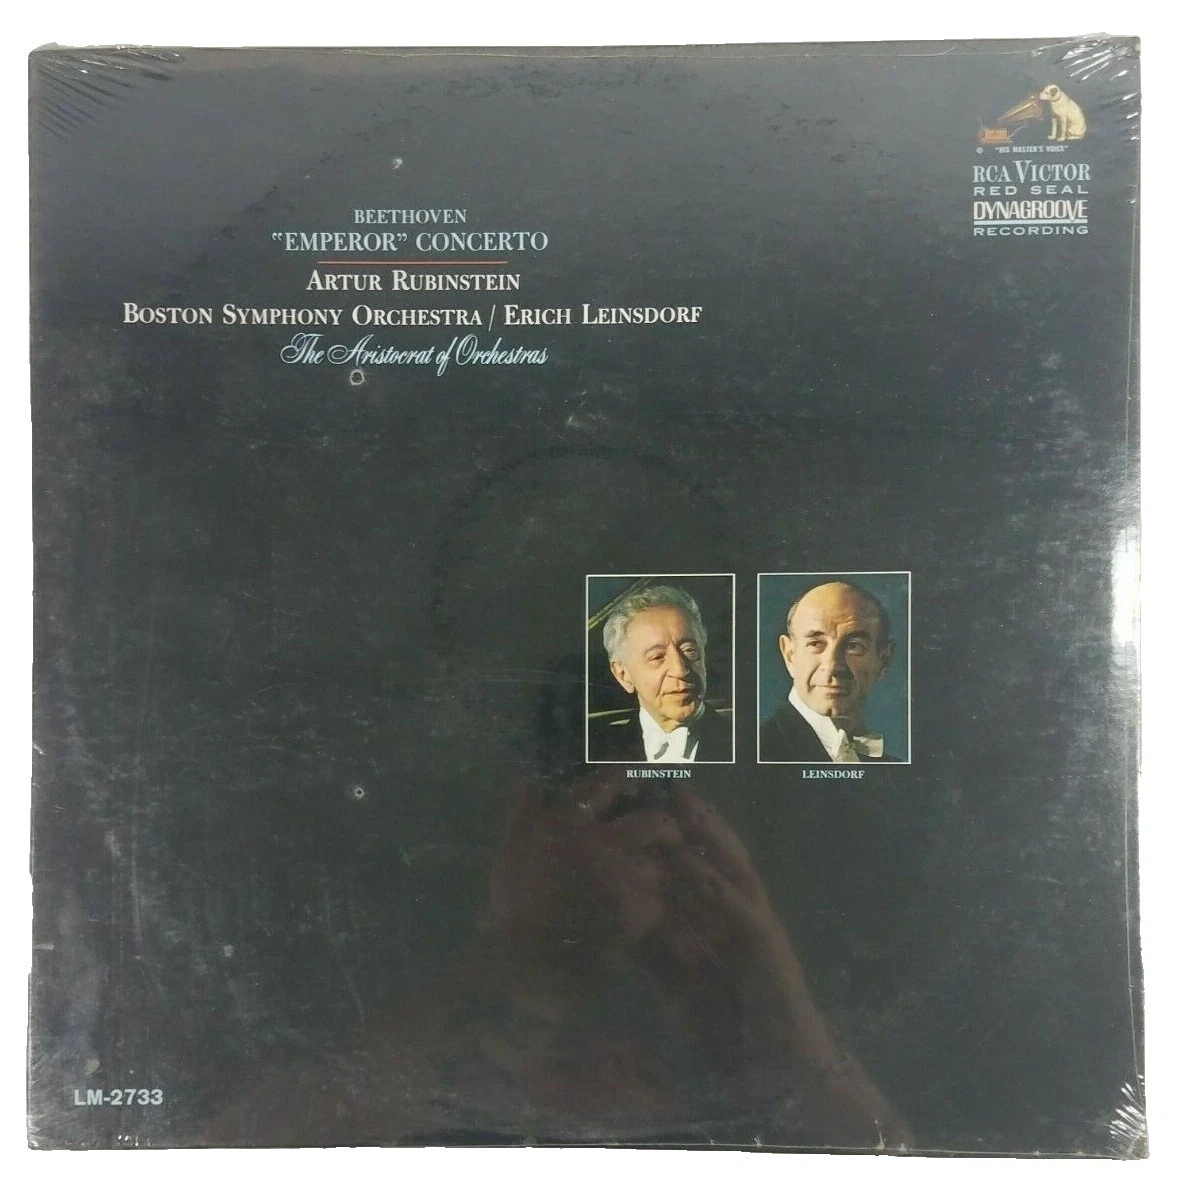 BEETHOVEN
“EMPEROR” CONCERTO
ARTUR RUBINSTEIN
BOSTON SYMPHONY ORCHESTRA / ERICH LEINSDORF
The Aristocrat of Orchestras
"HIS MASTER'S VOICE"
RCA VICTOR
RED SEAL
DYNAGROOVE
RECORDING
RUBINSTEIN
LEINSDORF
LM-2733